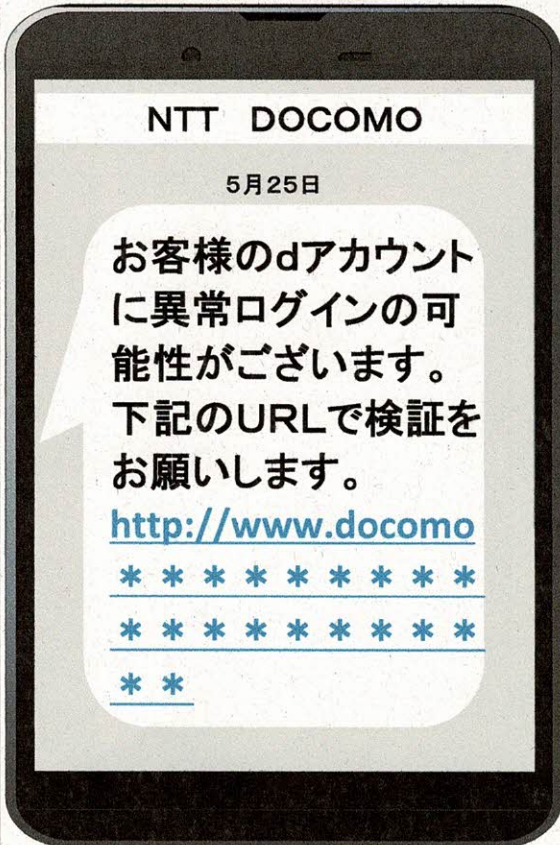 NTT DOCOMO
5月25日
お客様のdアカウント
に異常ログインの可
能性がございます。
下記のURLで検証を
お願いします。
http://www.docomo
＊＊＊＊＊＊＊＊＊
＊＊＊＊＊＊＊＊＊
＊＊